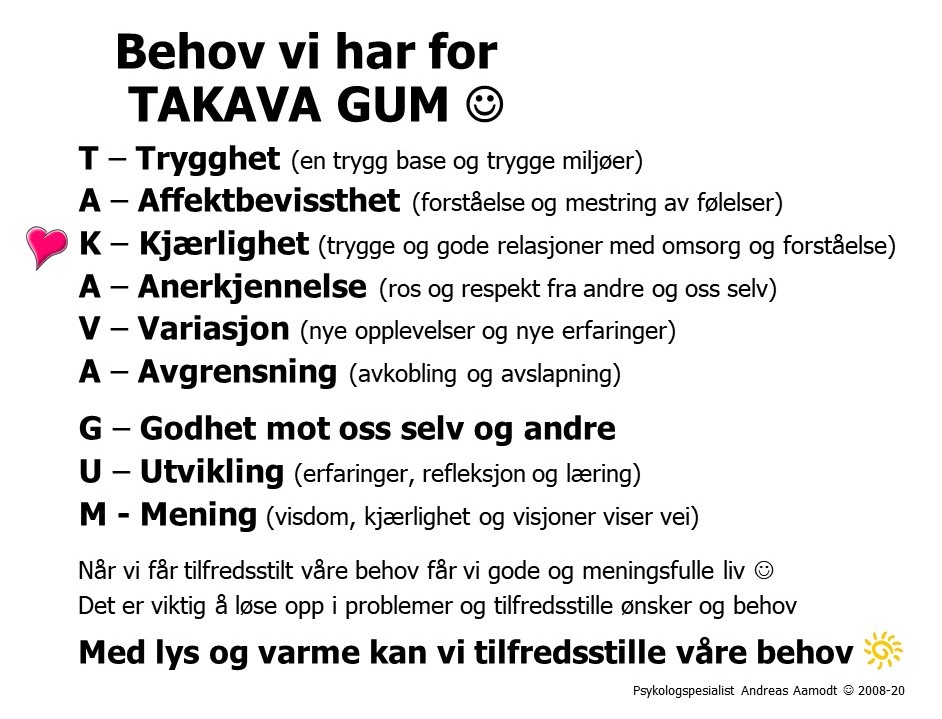 Behov vi har for
TAKAVA GUM ☺
T – Trygghet (en trygg base og trygge miljøer)
A – Affektbevissthet (forståelse og mestring av følelser)
K – Kjærlighet (trygge og gode relasjoner med omsorg og forståelse)
A – Anerkjennelse (ros og respekt fra andre og oss selv)
V – Variasjon (nye opplevelser og nye erfaringer)
A – Avgrensning (avkobling og avslapning)
G – Godhet mot oss selv og andre
U – Utvikling (erfaringer, refleksjon og læring)
M - Mening (visdom, kjærlighet og visjoner viser vei)
Når vi får tilfredsstilt våre behov får vi gode og meningsfulle liv ☺
Det er viktig å løse opp i problemer og tilfredsstille ønsker og behov
Med lys og varme kan vi tilfredsstille våre behov
Psykologspesialist Andreas Aamodt ☺ 2008-20